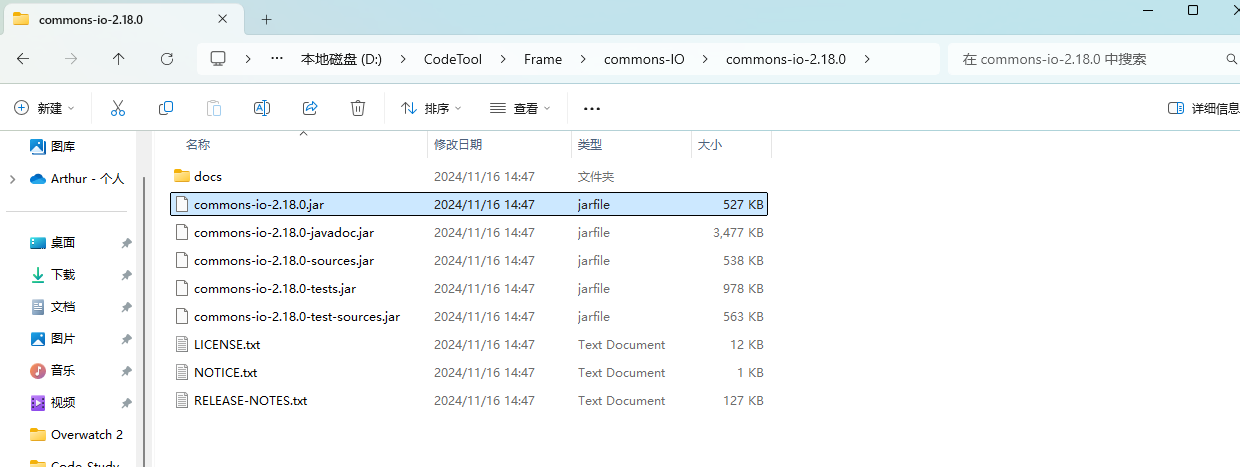 commons-io-2.18.0
本地磁盘 (D:) CodeTool Frame commons-IO commons-io-2.18.0 在 commons-io-2.18.0 中搜索
新建 排序 查看 详细信息
名称 修改日期 类型 大小
图库
Arthur - 个人
桌面
下载
文档
图片
音乐
视频
Overwatch 2
Code-Study
docs 2024/11/16 14:47 文件夹
commons-io-2.18.0.jar 2024/11/16 14:47 jarfile 527 KB
commons-io-2.18.0-javadoc.jar 2024/11/16 14:47 jarfile 3,477 KB
commons-io-2.18.0-sources.jar 2024/11/16 14:47 jarfile 538 KB
commons-io-2.18.0-tests.jar 2024/11/16 14:47 jarfile 978 KB
commons-io-2.18.0-test-sources.jar 2024/11/16 14:47 jarfile 563 KB
LICENSE.txt 2024/11/16 14:47 Text Document 12 KB
NOTICE.txt 2024/11/16 14:47 Text Document 1 KB
RELEASE-NOTES.txt 2024/11/16 14:47 Text Document 127 KB